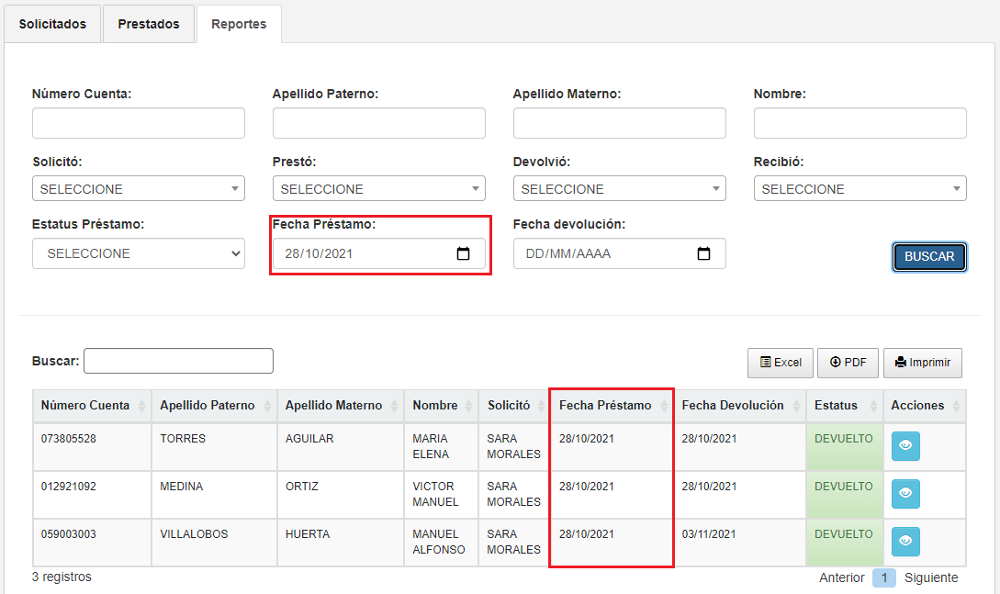 Solicitados Prestados Reportes
Número Cuenta: Apellido Paterno: Apellido Materno: Nombre:
Solicitó: Prestó: Devolvió: Recibió:
SELECCIONE SELECCIONE SELECCIONE SELECCIONE
Estatus Préstamo: Fecha Préstamo: Fecha devolución:
SELECCIONE 28/10/2021 DD/MM/AAAA BUSCAR
Buscar: Excel PDF Imprimir
Número Cuenta Apellido Paterno Apellido Materno Nombre Solicitó Fecha Préstamo Fecha Devolución Estatus Acciones
073805528 TORRES AGUILAR MARIA SARA 28/10/2021 28/10/2021 DEVUELTO
ELENA MORALES
012921092 MEDINA ORTIZ VICTOR SARA 28/10/2021 28/10/2021 DEVUELTO
MANUEL MORALES
059003003 VILLALOBOS HUERTA MANUEL SARA 28/10/2021 03/11/2021 DEVUELTO
ALFONSO MORALES
3 registros Anterior 1 Siguiente